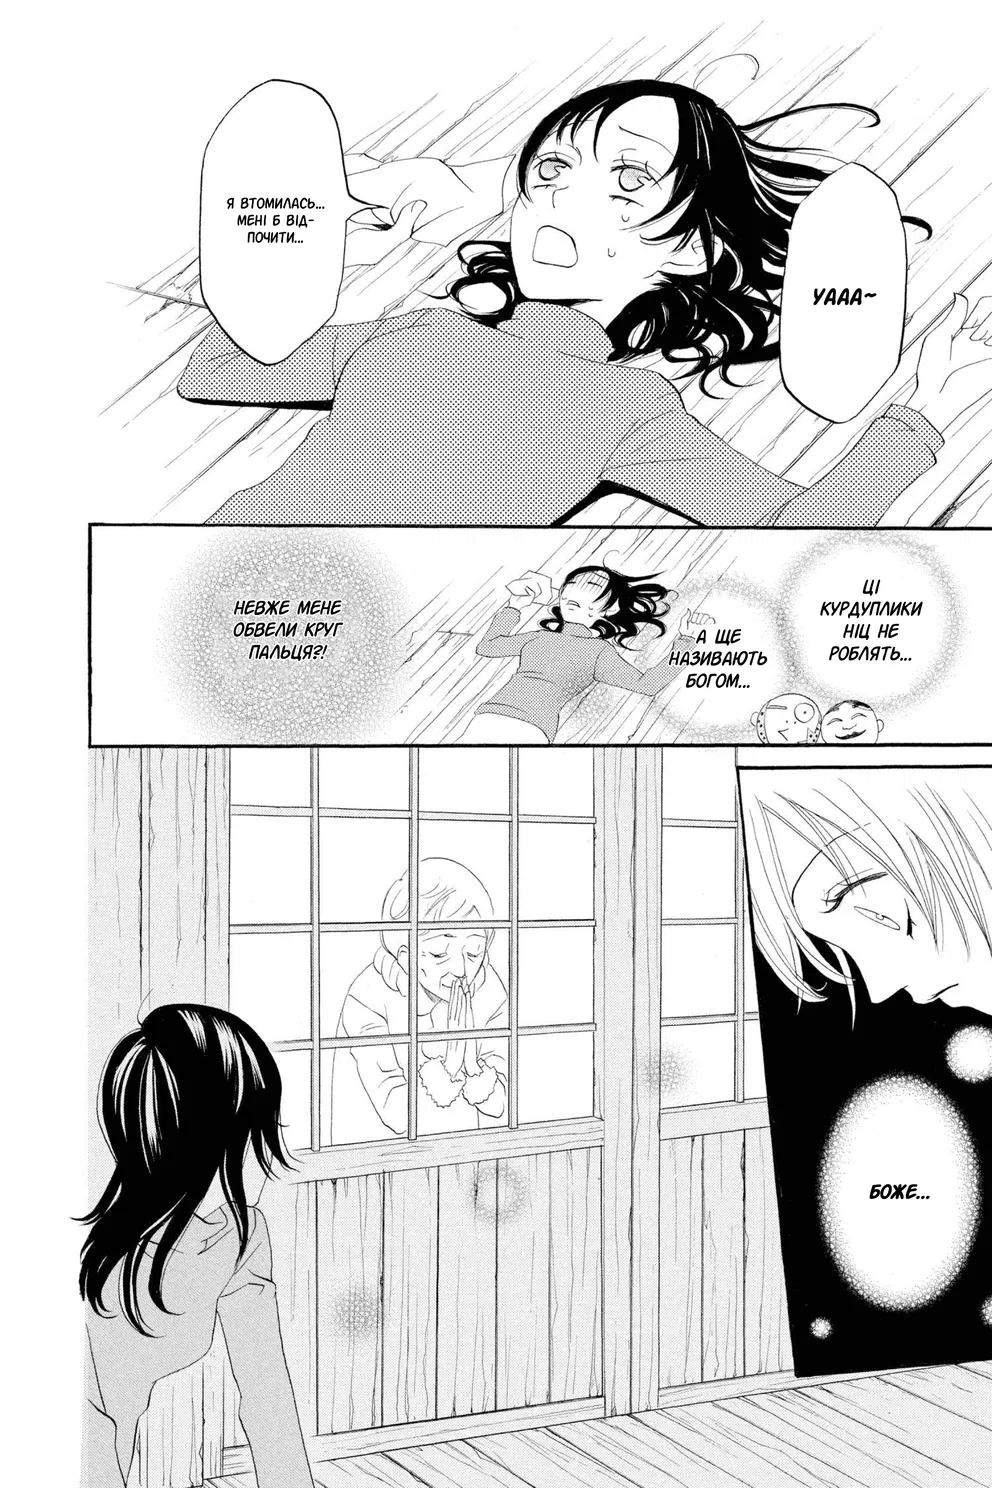 УААА~
Я ВТОМИЛАСЬ...
МЕНІ Б ВІД-
ПОЧИТИ...
ЦІ
КУРДУПЛИКИ
НІЦ НЕ
РОБЛЯТЬ...
А ЩЕ
НАЗИВАЮТЬ
БОГОМ...
НЕВЖЕ МЕНЕ
ОБВЕЛИ КРУГ
ПАЛЬЦЯ?!
БОЖЕ...